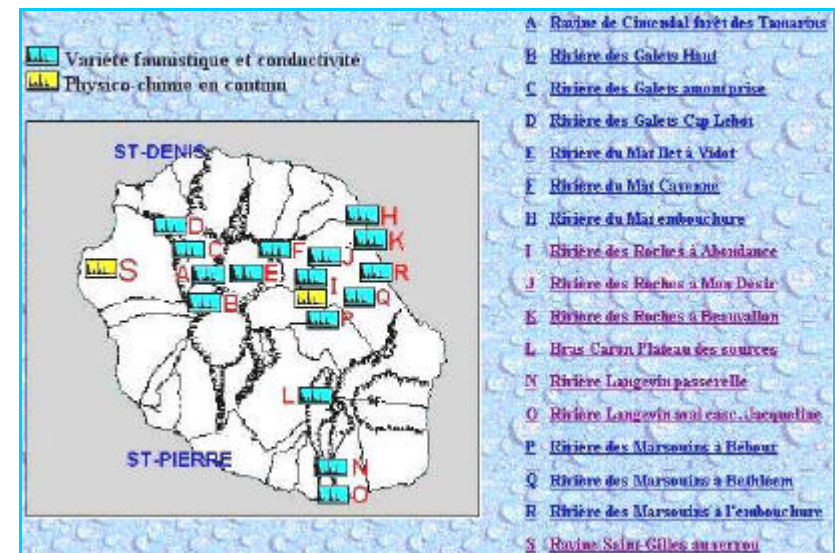 Variété faunistique et conductivité
Physico-chimie en continu
ST-DENIS
D
C
A
B
E
F
H
K
J
I
R
Q
P
S
L
N
O
ST-PIERRE
A Ravine de Cimendal forêt des Tamarins
B Rivière des Galets Haut
C Rivière des Galets amont prise
D Rivière des Galets Cap Lebot
E Rivière du Mat Ilet à Vidot
F Rivière du Mât Cayenne
H Rivière du Mat embouchure
I Rivière des Roches à Abondance
J Rivière des Roches à Mon Désir
K Rivière des Roches à Beauvallon
L Bras Caron Plateau des sources
N Rivière Langevin passerelle
O Rivière Langevin aval casc. Jacqueline
P Rivière des Marsouins à Bébour
Q Rivière des Marsouins à Bethléem
R Rivière des Marsouins à l'embouchure
S Ravine Saint-Gilles au verrou